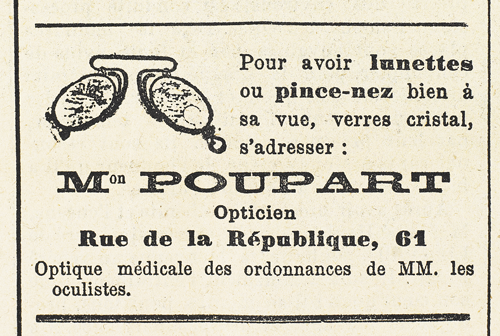 Pour avoir lunettes
ou pince-nez bien à
sa vue, verres cristal,
s'adresser :
Mon POUPART
Opticien
Rue de la République, 61
Optique médicale des ordonnances de MM. les
oculistes.